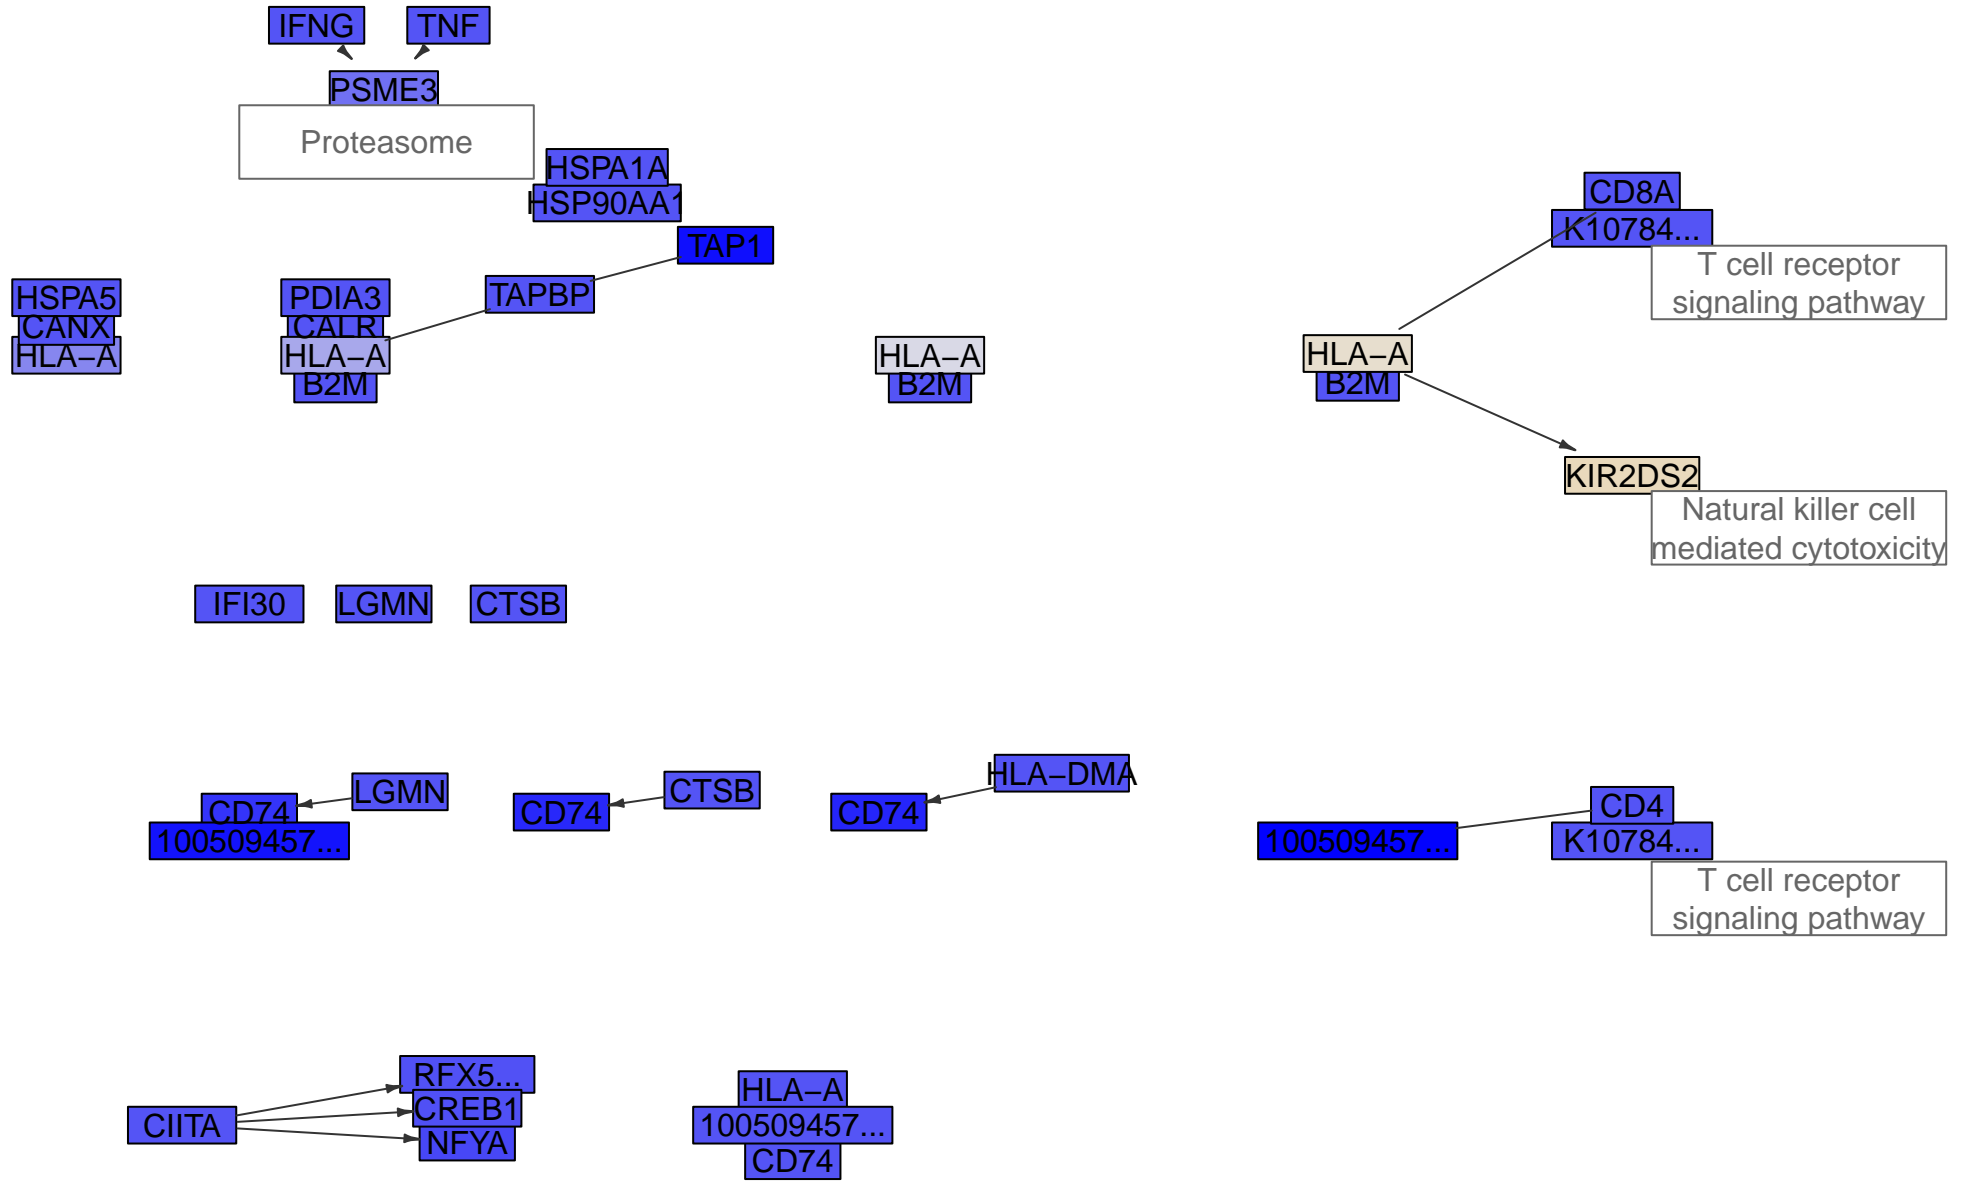 IFNG
TNF
PSME3
Proteasome
HSPA1A
HSP90AA1
TAP1
CD8A
K10784...
T cell receptor
signaling pathway
HSPA5
CANX
HLA−A
PDIA3
CALR
HLA−A
B2M
TAPBP
HLA−A
B2M
HLA−A
B2M
KIR2DS2
Natural killer cell
mediated cytotoxicity
IFI30
LGMN
CTSB
CD74
100509457...
LGMN
CD74
CTSB
CD74
HLA−DMA
100509457...
CD4
K10784...
T cell receptor
signaling pathway
CIITA
RFX5...
CREB1
NFYA
HLA−A
100509457...
CD74